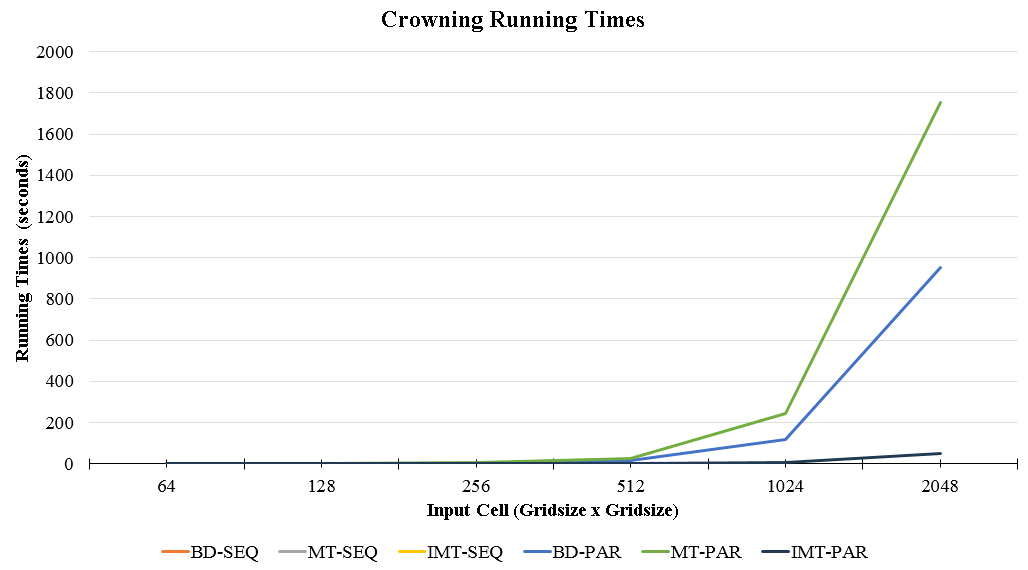 Crowning Running Times
2000
1800
1600
1400
1200
1000
800
600
400
200
0
Running Times (seconds)
64 128 256 512 1024 2048
Input Cell (Gridsize x Gridsize)
BD-SEQ MT-SEQ IMT-SEQ BD-PAR MT-PAR IMT-PAR